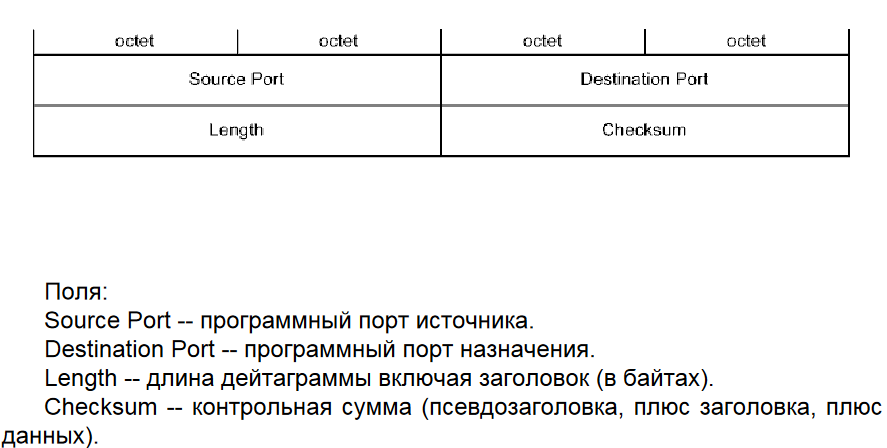 octet octet octet octet
Source Port Destination Port
Length Checksum
Поля:
Source Port -- программный порт источника.
Destination Port -- программный порт назначения.
Length -- длина дейтаграммы включая заголовок (в байтах).
Checksum -- контрольная сумма (псевдозаголовка, плюс заголовка, плюс
данных).